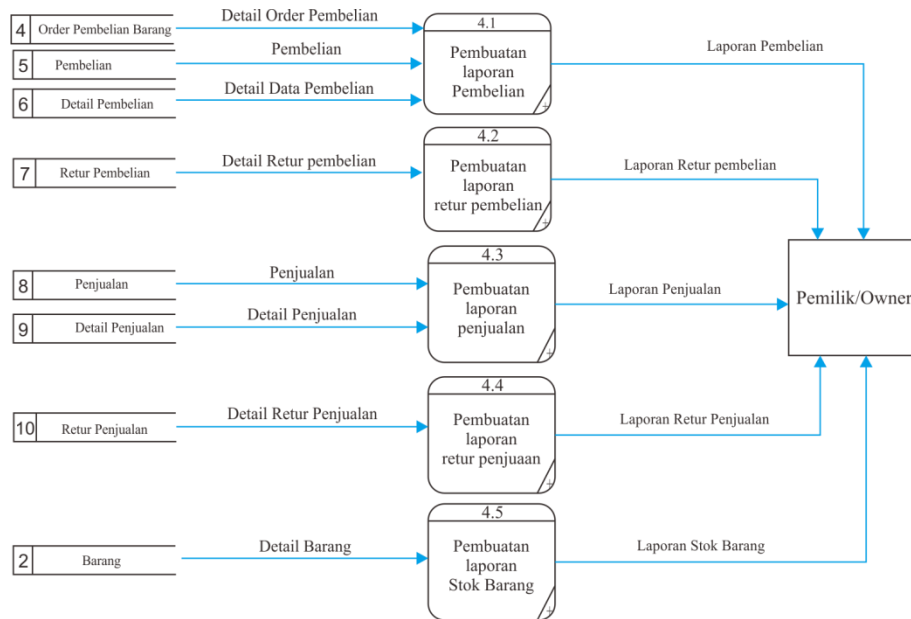 4 Order Pembelian Barang
Detail Order Pembelian
5 Pembelian
Pembelian
6 Detail Pembelian
Detail Data Pembelian
4.1
Pembuatan
laporan
Pembelian
+
Laporan Pembelian
7 Retur Pembelian
Detail Retur pembelian
4.2
Pembuatan
laporan
retur pembelian
+
Laporan Retur pembelian
8 Penjualan
Penjualan
9 Detail Penjualan
Detail Penjualan
4.3
Pembuatan
laporan
penjualan
+
Laporan Penjualan
Pemilik/Owner
10 Retur Penjualan
Detail Retur Penjualan
4.4
Pembuatan
laporan
retur penjuaan
+
Laporan Retur Penjualan
2 Barang
Detail Barang
4.5
Pembuatan
laporan
Stok Barang
+
Laporan Stok Barang